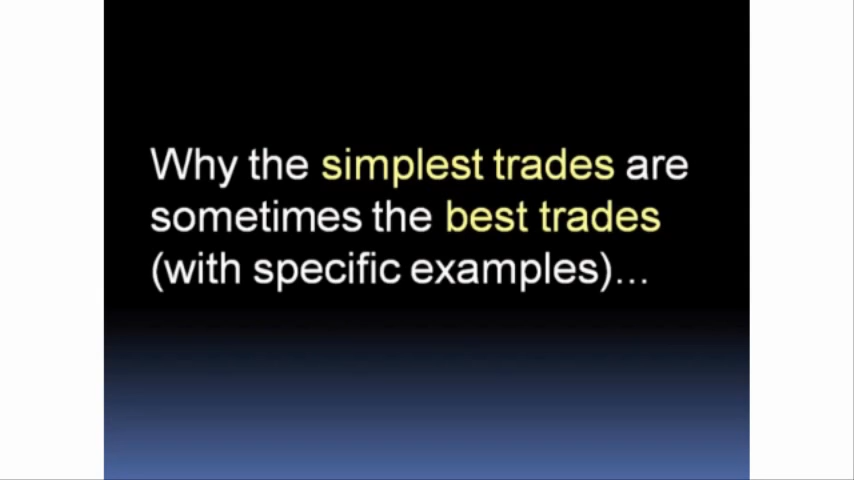 Why the simplest trades are
sometimes the best trades
(with specific examples)...